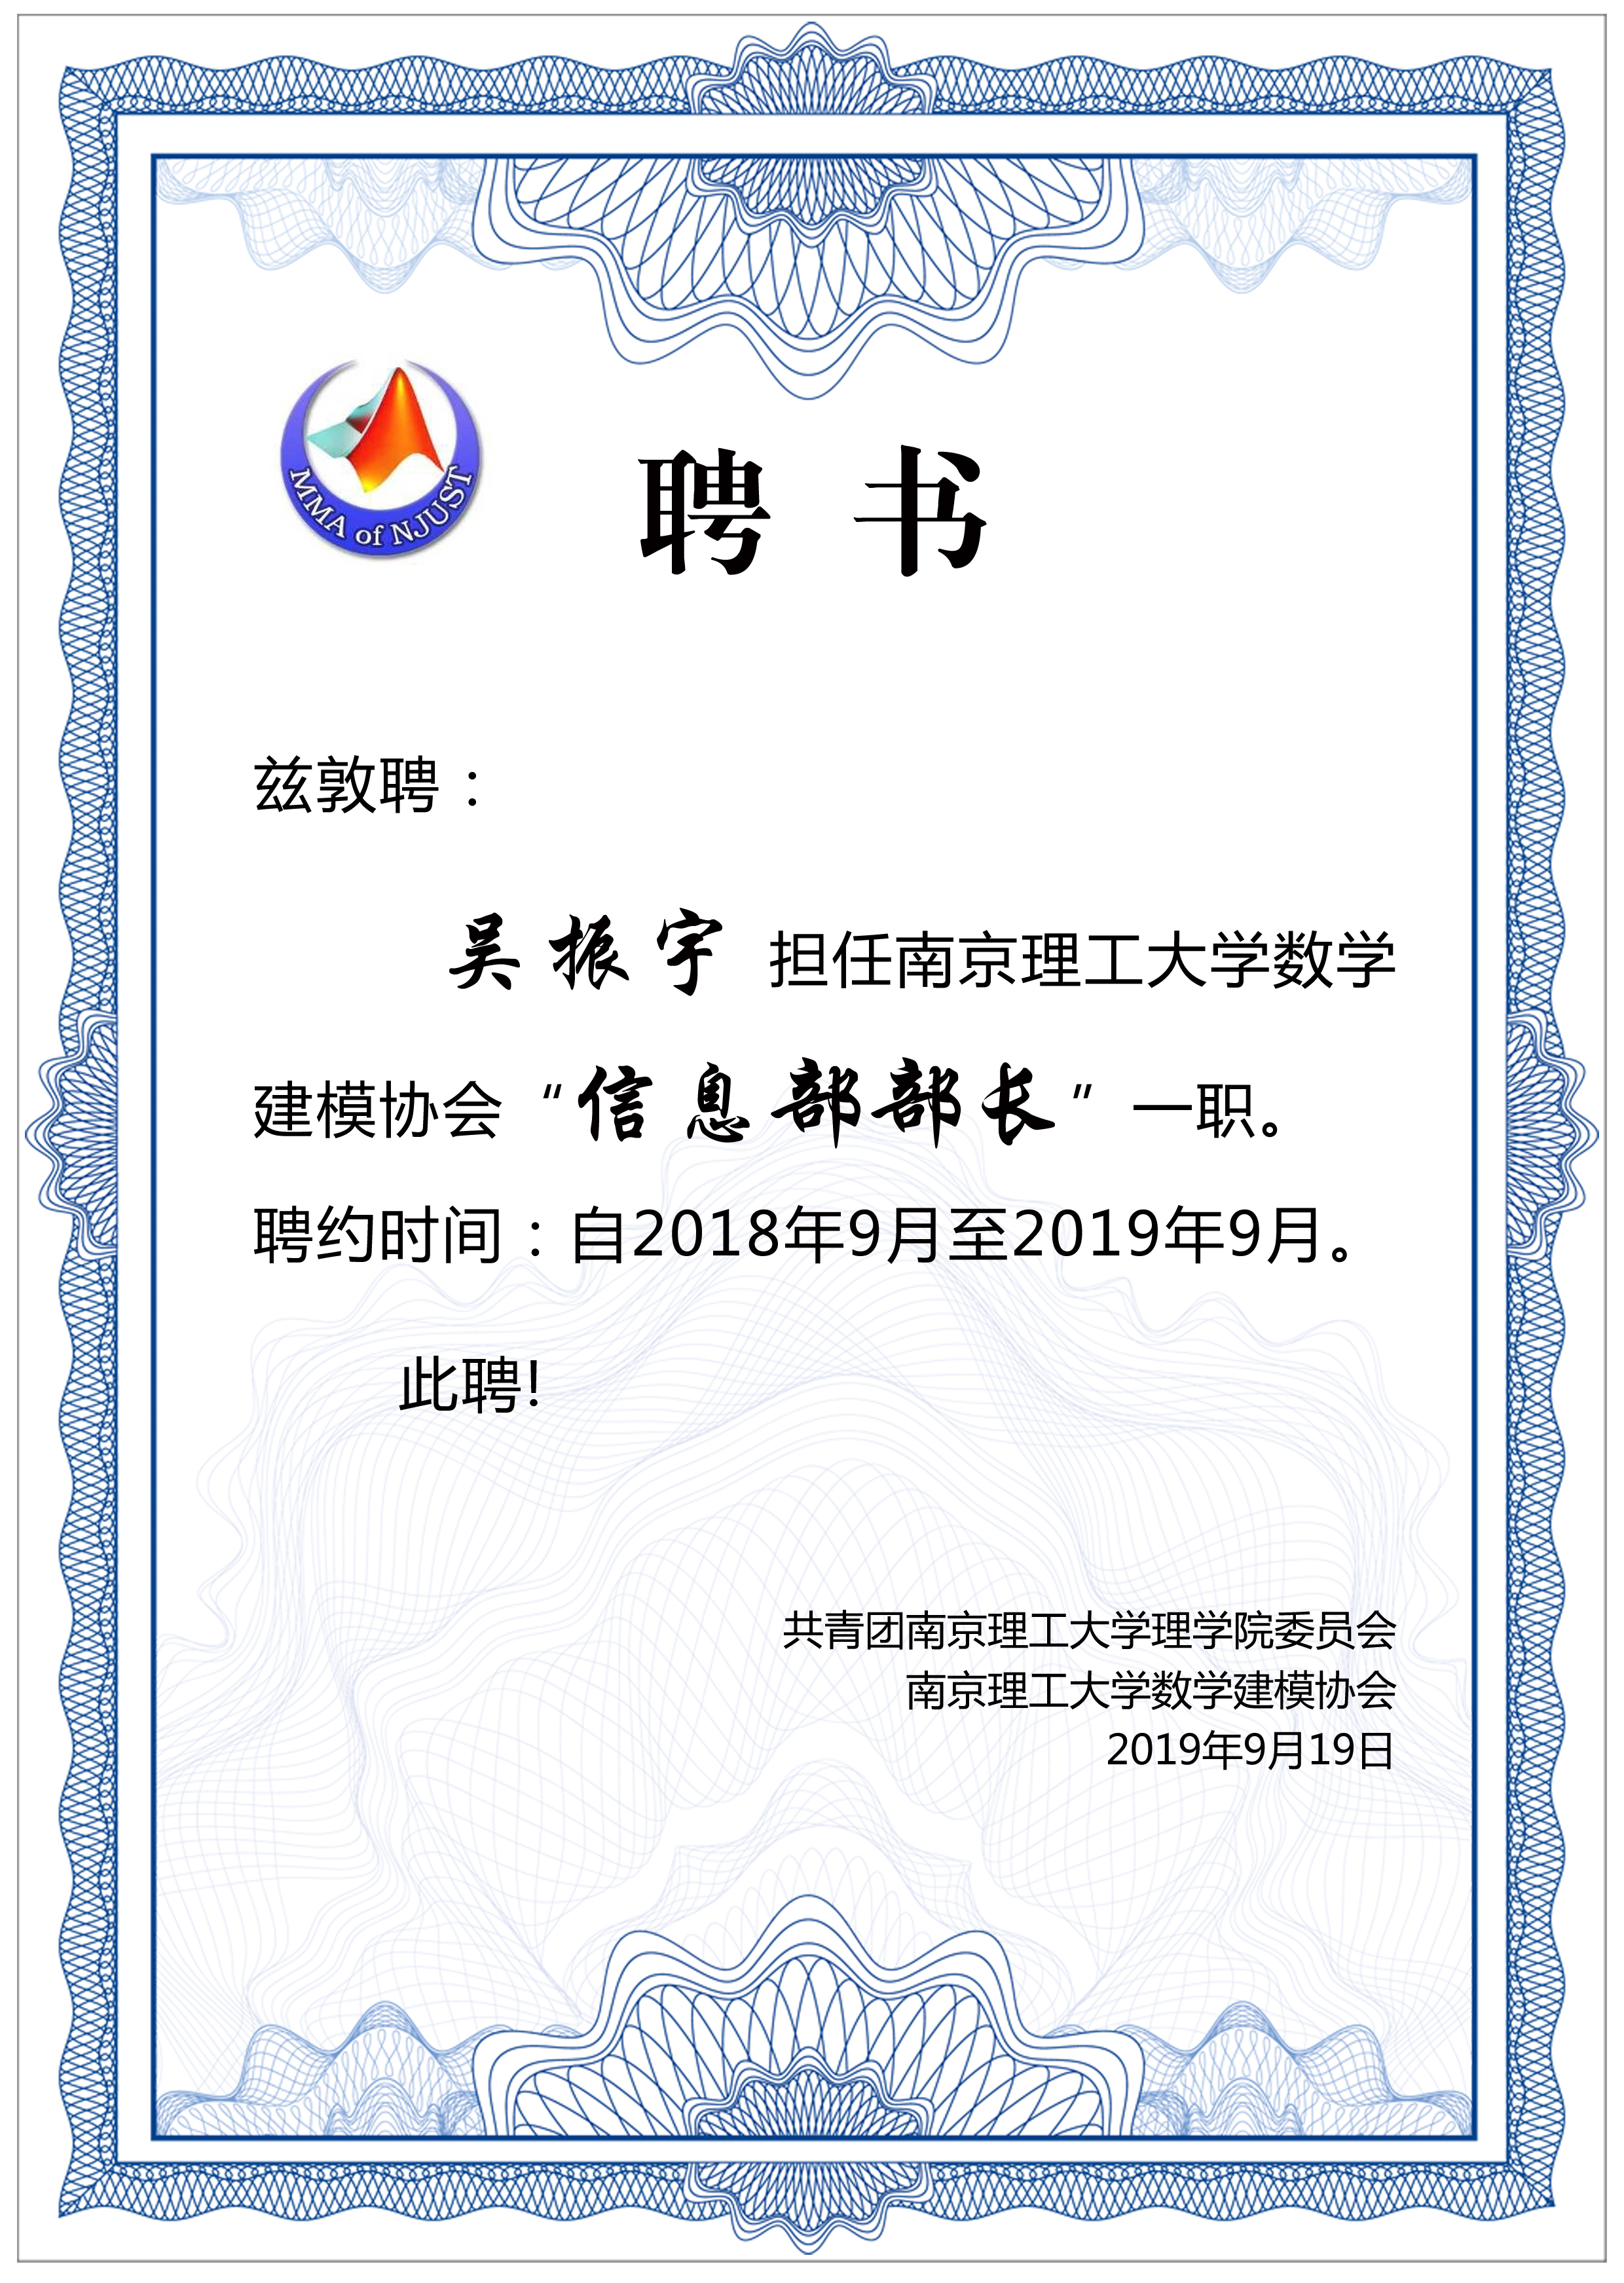 MMA of NJUST
聘 书
兹敦聘：
吴振宇 担任南京理工大学数学
建模协会“信息部部长”一职。
聘约时间：自2018年9月至2019年9月。
此聘!
共青团南京理工大学理学院委员会
南京理工大学数学建模协会
2019年9月19日